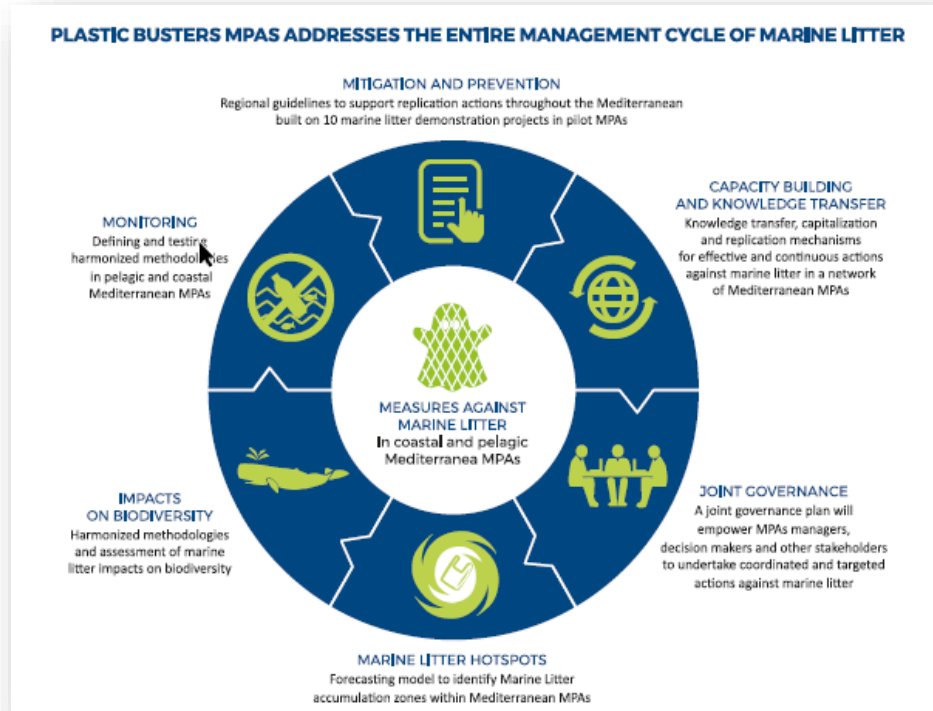 PLASTIC BUSTERS MPAS ADDRESSES THE ENTIRE MANAGEMENT CYCLE OF MARINE LITTER
MITIGATION AND PREVENTION
Regional guidelines to support replication actions throughout the Mediterranean
built on 10 marine litter demonstration projects in pilot MPAs
CAPACITY BUILDING
AND KNOWLEDGE TRANSFER
Knowledge transfer, capitalization
and replication mechanisms
for effective and continuous actions
against marine litter in a network
of Mediterranean MPAs
MONITORING
Defining and testing
harmonized methodologies
in pelagic and coastal
Mediterranean MPAs
MEASURES AGAINST
MARINE LITTER
In coastal and pelagic
Mediterranea MPAs
IMPACTS
ON BIODIVERSITY
Harmonized methodologies
and assessment of marine
litter impacts on biodiversity
JOINT GOVERNANCE
A joint governance plan will
empower MPAs managers,
decision makers and other stakeholders
to undertake coordinated and targeted
actions against marine litter
MARINE LITTER HOTSPOTS
Forecasting model to identify Marine Litter
accumulation zones within Mediterranean MPAs